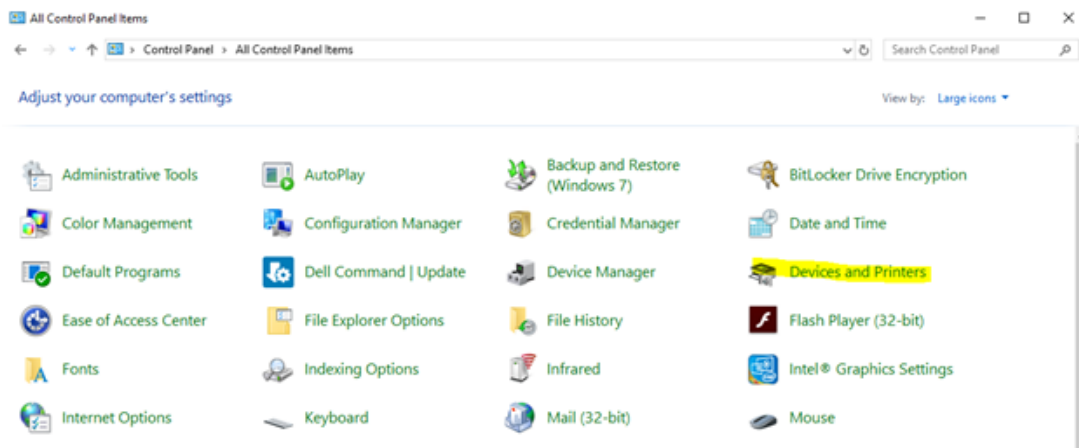 All Control Panel Items
Control Panel > All Control Panel Items
Search Control Panel
Adjust your computer's settings
View by: Large icons
Administrative Tools
AutoPlay
Backup and Restore
(Windows 7)
BitLocker Drive Encryption
Color Management
Configuration Manager
Credential Manager
Date and Time
Default Programs
Dell Command | Update
Device Manager
Devices and Printers
Ease of Access Center
File Explorer Options
File History
Flash Player (32-bit)
Fonts
Indexing Options
Infrared
Intel® Graphics Settings
Internet Options
Keyboard
Mail (32-bit)
Mouse